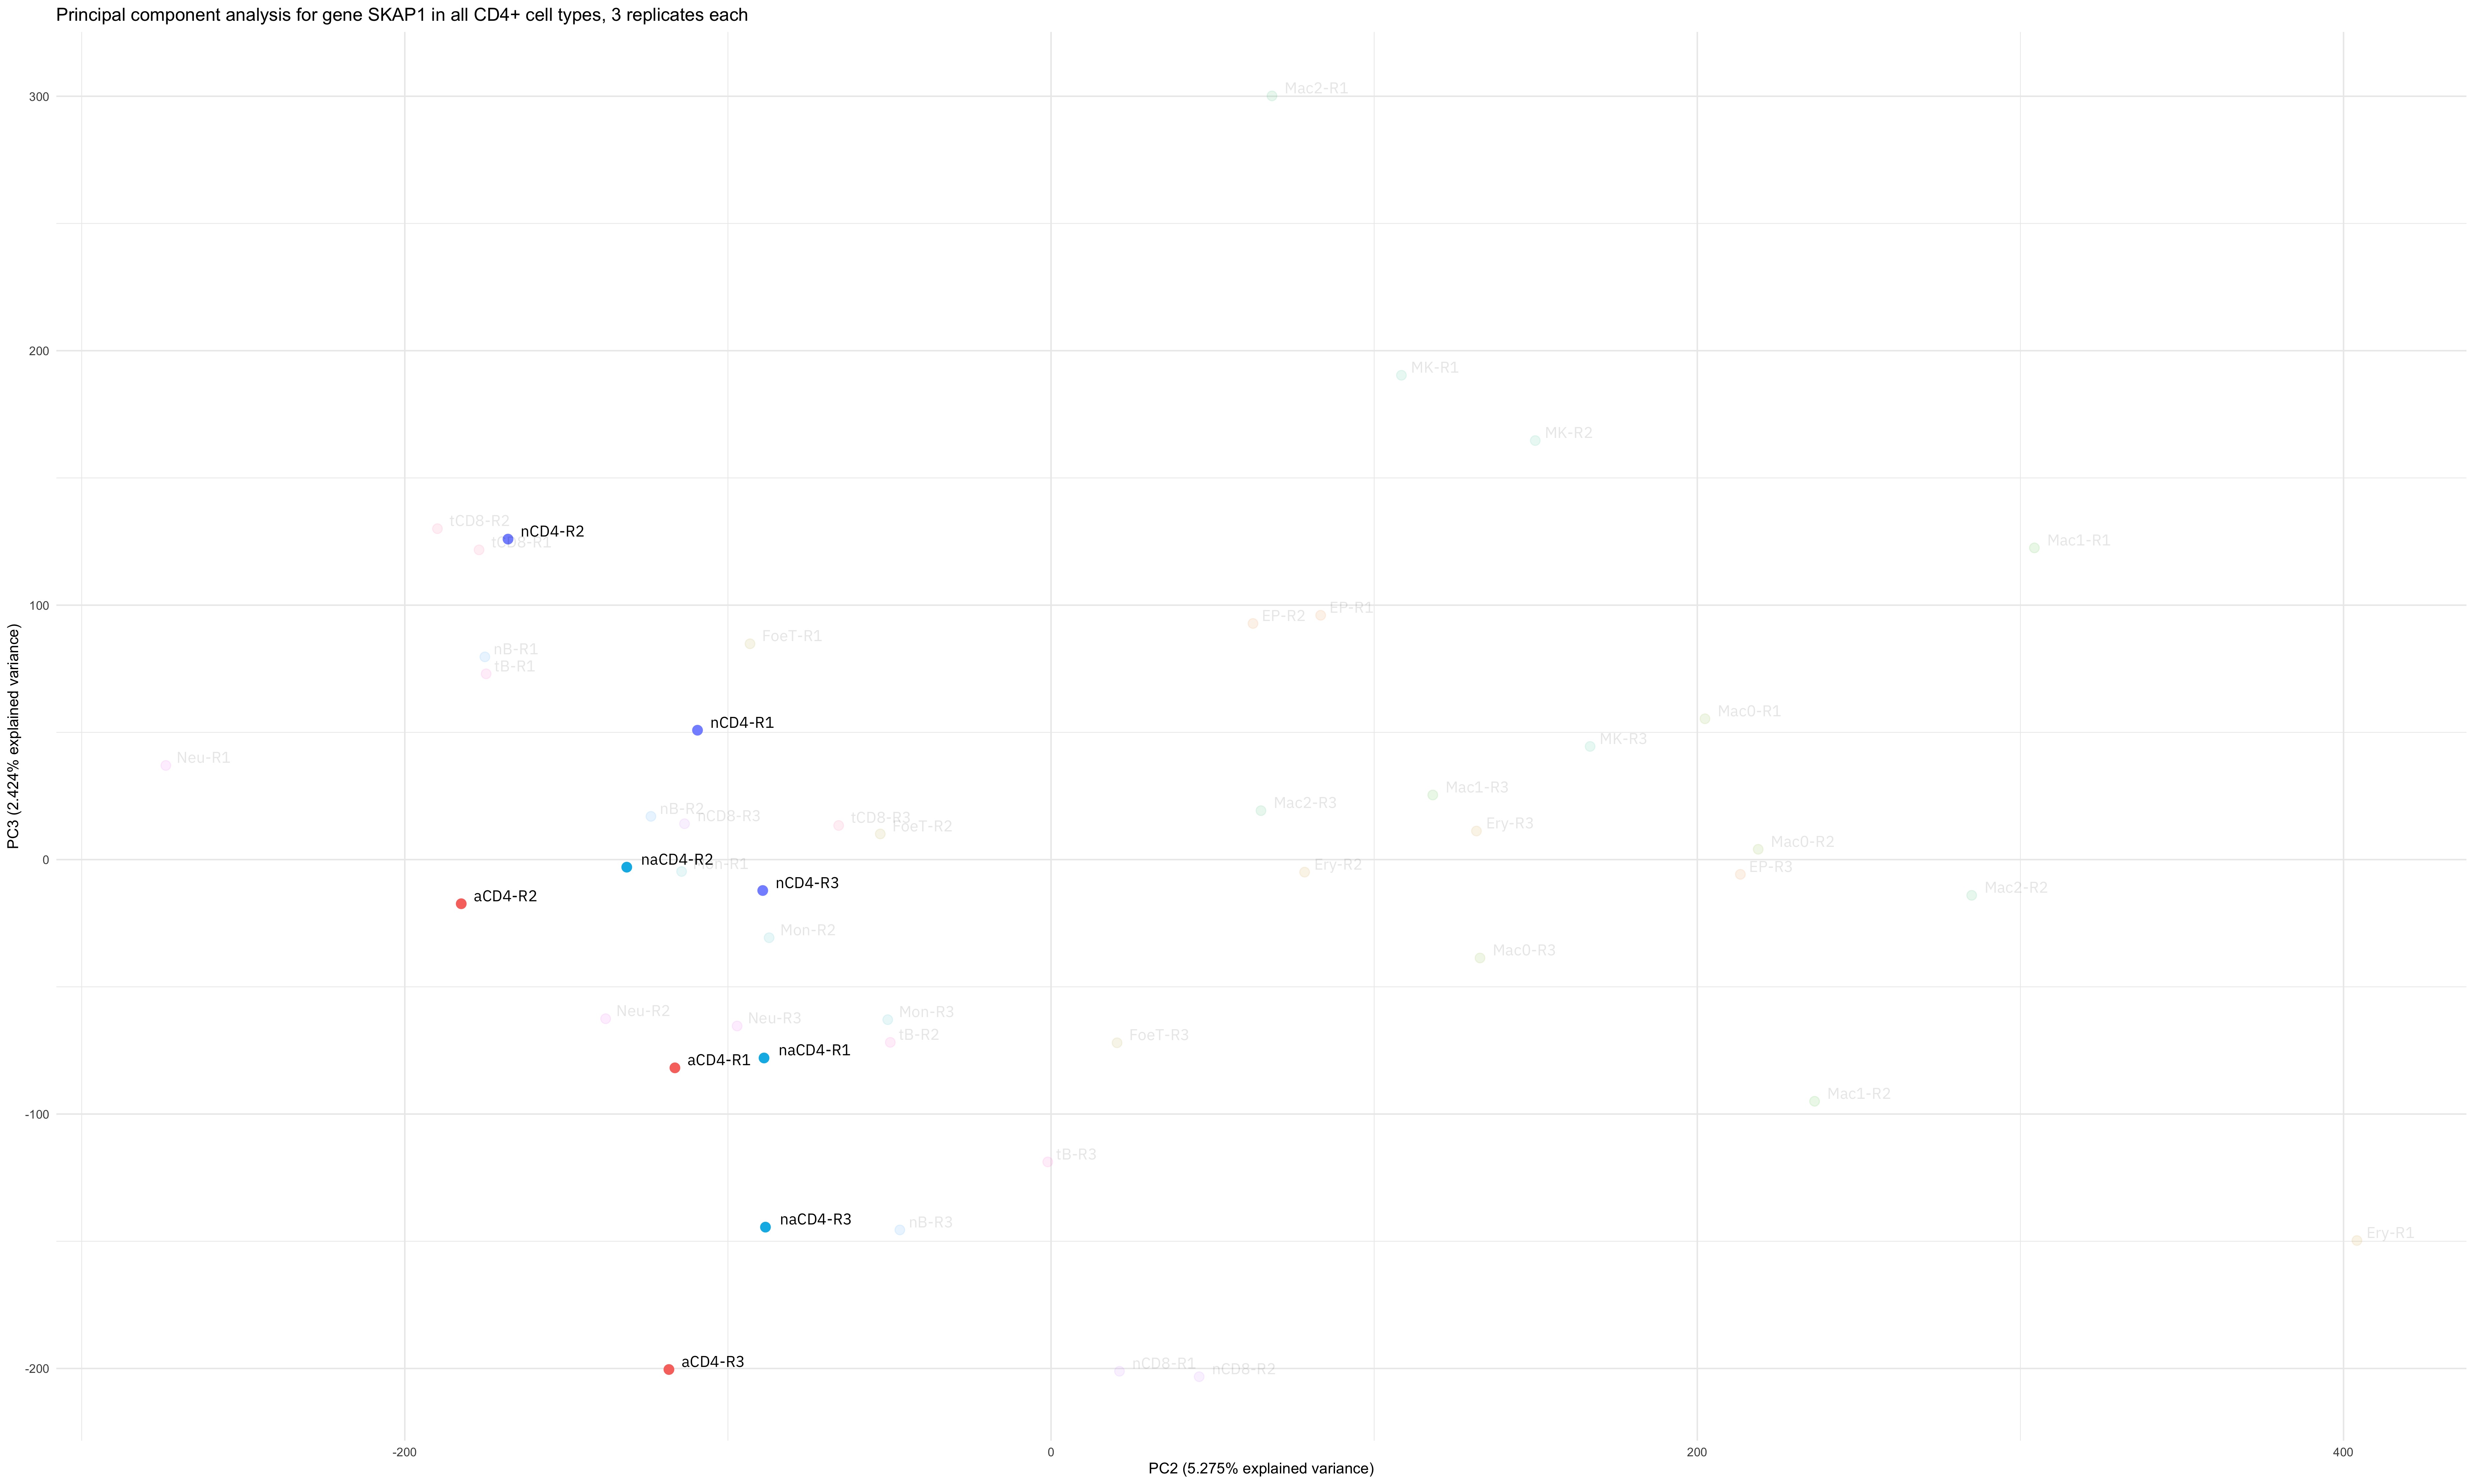 Principal component analysis for gene SKAP1 in all CD4+ cell types, 3 replicates each
300
Mac2-R1
200
MK-R1
MK-R2
tCD8-R2
nCD4-R2
tCD8-R1
Mac1-R1
100
EP-R2
EP-R1
FoeT-R1
nB-R1
tB-R1
nCD4-R1
Mac0-R1
MK-R3
Neu-R1
Mac1-R3
Mac2-R3
nB-R2
nCD8-R3
tCD8-R3
FoeT-R2
Ery-R3
Mac0-R2
0
naCD4-R2
Mon-R1
Ery-R2
EP-R3
nCD4-R3
Mac2-R2
aCD4-R2
Mon-R2
Mac0-R3
Neu-R2
Neu-R3
Mon-R3
tB-R2
FoeT-R3
aCD4-R1
naCD4-R1
Mac1-R2
-100
tB-R3
naCD4-R3
nB-R3
Ery-R1
-200
aCD4-R3
nCD8-R1
nCD8-R2
-200
0
200
400
PC2 (5.275% explained variance)
PC3 (2.424% explained variance)